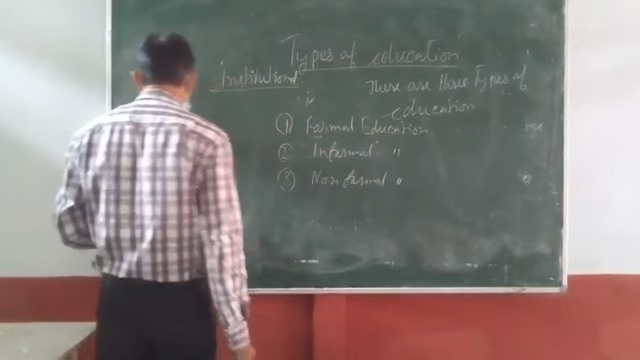 Types of education
Institutional
There are three Types of
education
① Formal Education
② Informal "
③ Non formal "